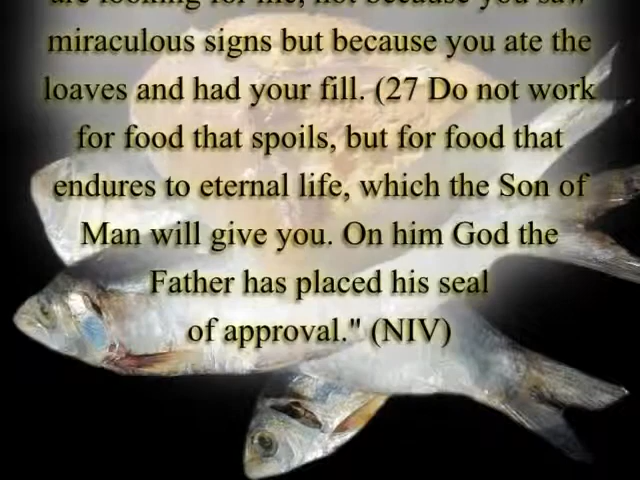 are looking for me, not because you saw
miraculous signs but because you ate the
loaves and had your fill. (27 Do not work
for food that spoils, but for food that
endures to eternal life, which the Son of
Man will give you. On him God the
Father has placed his seal
of approval." (NIV)